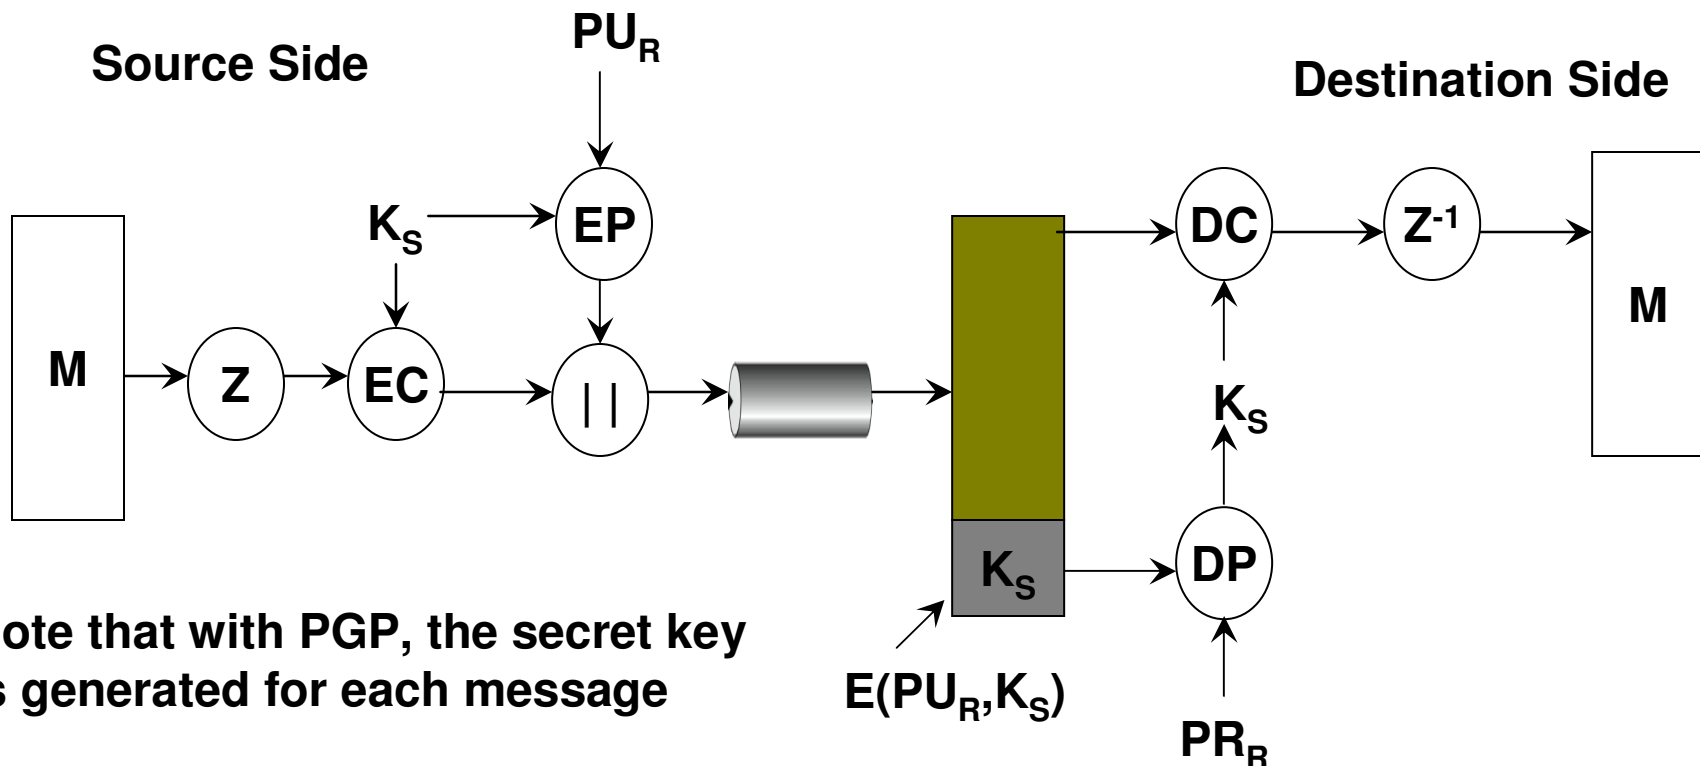 Source Side
PU_R
Destination Side
K_S
EP
M
Z
EC
||
DC
Z⁻¹
M
K_S
K_S
DP
ote that with PGP, the secret key
s generated for each message
E(PU_R,K_S)
PR_R